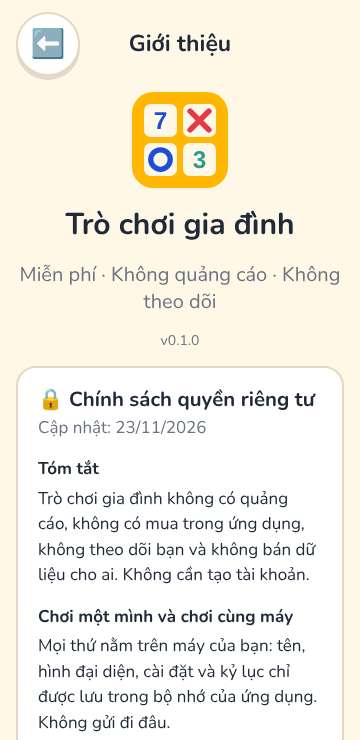 Giới thiệu
7
3
Trò chơi gia đình
Miễn phí · Không quảng cáo · Không
theo dõi
v0.1.0
🔒 Chính sách quyền riêng tư
Cập nhật: 23/11/2026
Tóm tắt
Trò chơi gia đình không có quảng
cáo, không có mua trong ứng dụng,
không theo dõi bạn và không bán dữ
liệu cho ai. Không cần tạo tài khoản.
Chơi một mình và chơi cùng máy
Mọi thứ nằm trên máy của bạn: tên,
hình đại diện, cài đặt và kỷ lục chỉ
được lưu trong bộ nhớ của ứng dụng.
Không gửi đi đâu.